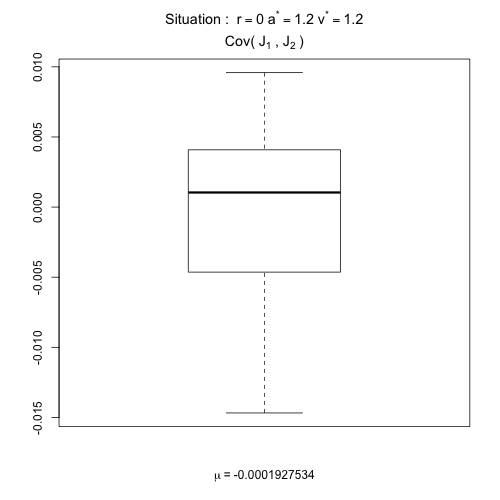 Situation : r = 0 a* = 1.2 v* = 1.2
Cov( J₁ , J₂ )
0.010
0.005
0.000
-0.005
-0.010
-0.015
μ = -0.0001927534